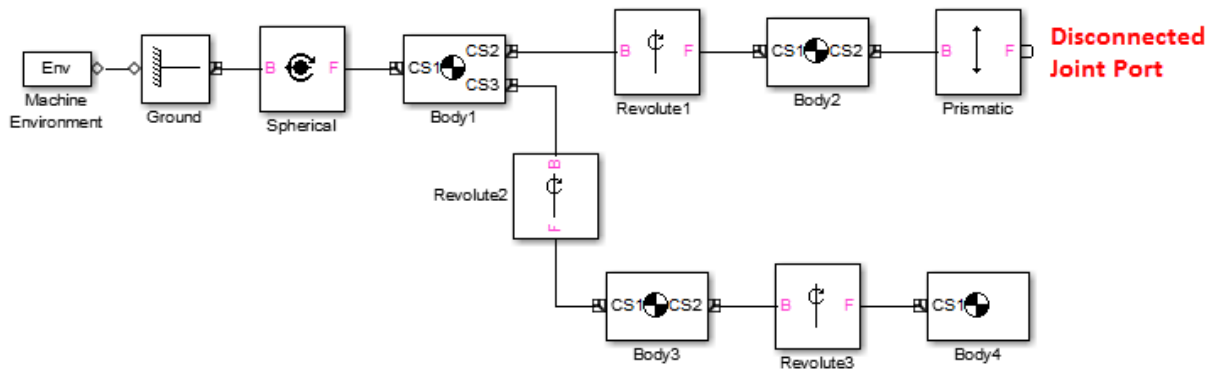 Env
Machine
Environment
Ground
B F
Spherical
CS1 CS2
CS3
Body1
B F
Revolute1
CS1 CS2
Body2
B F
Prismatic
Disconnected
Joint Port
B
F
Revolute2
CS1 CS2
Body3
B F
Revolute3
CS1
Body4